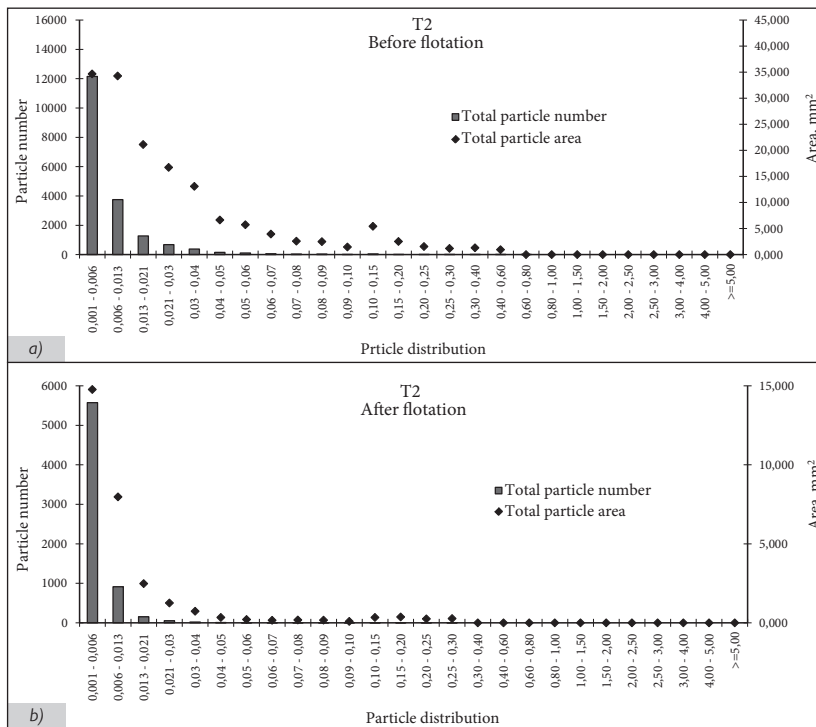 T2
Before flotation
16000
14000
12000
10000
8000
6000
4000
2000
0
Particle number
Total particle number
Total particle area
45,000
40,000
35,000
30,000
25,000
20,000
15,000
10,000
5,000
0,000
Area, mm²
0,001 - 0,006
0,006 - 0,013
0,013 - 0,021
0,021 - 0,03
0,03 - 0,04
0,04 - 0,05
0,05 - 0,06
0,06 - 0,07
0,07 - 0,08
0,08 - 0,09
0,09 - 0,10
0,10 - 0,15
0,15 - 0,20
0,20 - 0,25
0,25 - 0,30
0,30 - 0,40
0,40 - 0,60
0,60 - 0,80
0,80 - 1,00
1,00 - 1,50
1,50 - 2,00
2,00 - 2,50
2,50 - 3,00
3,00 - 4,00
4,00 - 5,00
>=5,00
a)
Prticle distribution
T2
After flotation
6000
5000
4000
3000
2000
1000
0
Particle number
Total particle number
Total particle area
15,000
10,000
5,000
0,000
Area, mm²
0,001 - 0,006
0,006 - 0,013
0,013 - 0,021
0,021 - 0,03
0,03 - 0,04
0,04 - 0,05
0,05 - 0,06
0,06 - 0,07
0,07 - 0,08
0,08 - 0,09
0,09 - 0,10
0,10 - 0,15
0,15 - 0,20
0,20 - 0,25
0,25 - 0,30
0,30 - 0,40
0,40 - 0,60
0,60 - 0,80
0,80 - 1,00
1,00 - 1,50
1,50 - 2,00
2,00 - 2,50
2,50 - 3,00
3,00 - 4,00
4,00 - 5,00
>=5,00
b)
Particle distribution